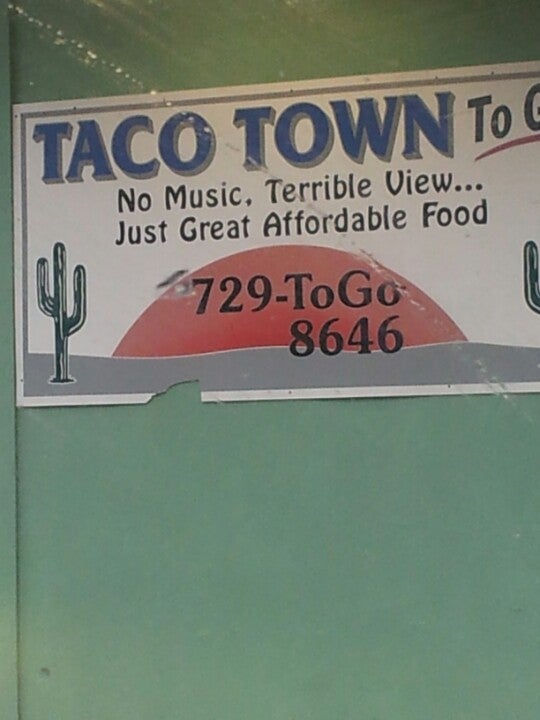 TACO TOWN To G
No Music, Terrible View...
Just Great Affordable Food
729-ToGo
8646